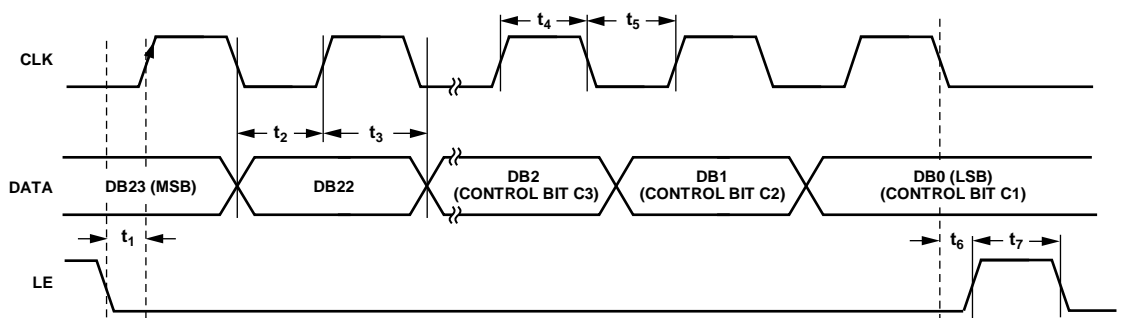 t4
t5
CLK
t2
t3
DATA
DB23 (MSB)
DB22
DB2
(CONTROL BIT C3)
DB1
(CONTROL BIT C2)
DB0 (LSB)
(CONTROL BIT C1)
t1
t6
t7
LE